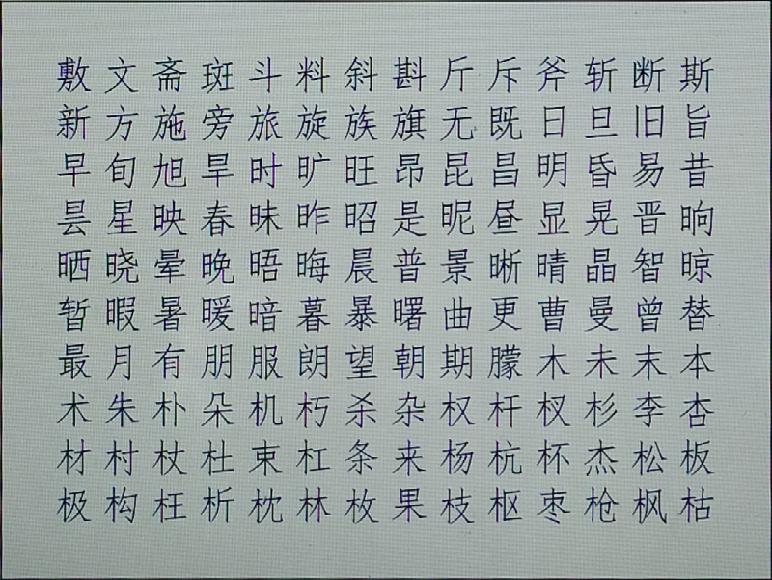 敷文斋斑斗料斜斟斤斥斧斩断斯
新方施旁旅旋族旗无既日旦旧旨
早旬旭旱时旷旺昂昆昌明昏易昔
昙星映春昧昨昭是昵昼显晃晋晌
晒晓晕晚晤晦晨普景晰晴晶智晾
暂暇暑暖暗暮暴曙曲更曹曼曾替
最月有朋服朗望朝期朦木未末本
术朱朴朵机朽杀杂权杆杈杉李杏
材村杖杜束杠条来杨杭杯杰松板
极构枉析枕林枚果枝枢枣枪枫枯